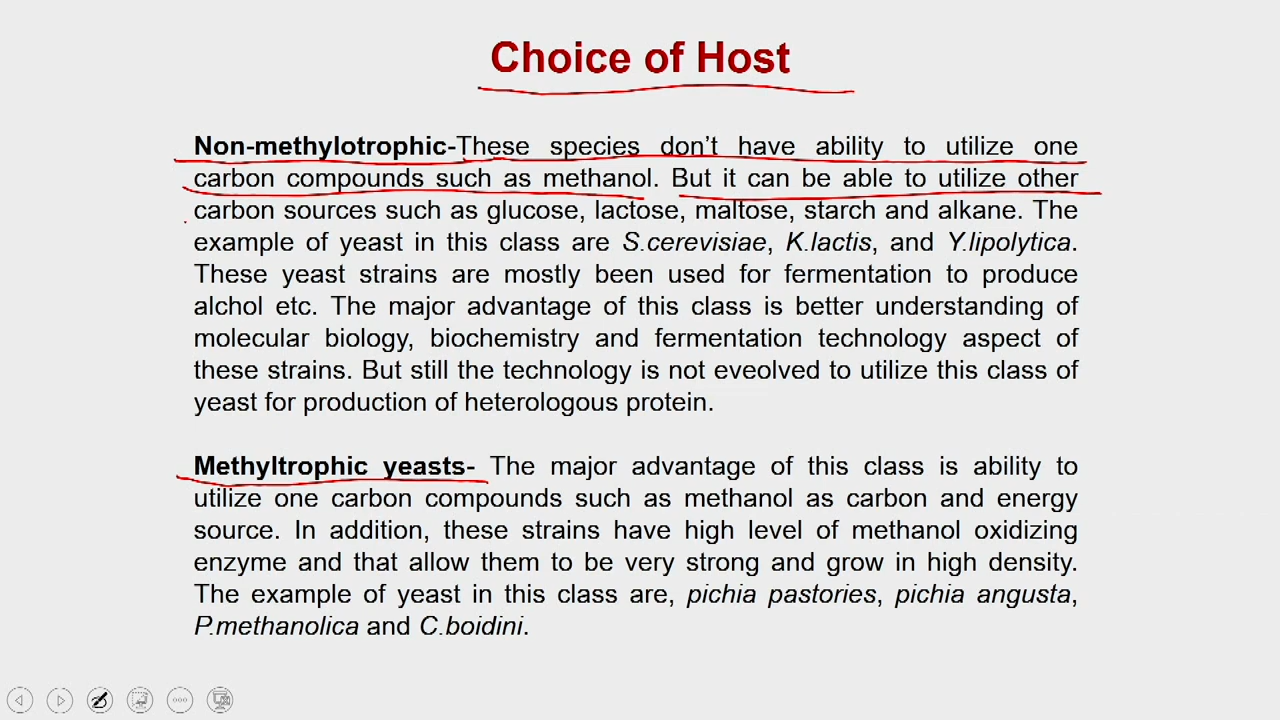 Choice of Host
Non-methylotrophic-These species don't have ability to utilize one
carbon compounds such as methanol. But it can be able to utilize other
carbon sources such as glucose, lactose, maltose, starch and alkane. The
example of yeast in this class are S.cerevisiae, K.lactis, and Y.lipolytica.
These yeast strains are mostly been used for fermentation to produce
alchol etc. The major advantage of this class is better understanding of
molecular biology, biochemistry and fermentation technology aspect of
these strains. But still the technology is not eveolved to utilize this class of
yeast for production of heterologous protein.
Methyltrophic yeasts- The major advantage of this class is ability to
utilize one carbon compounds such as methanol as carbon and energy
source. In addition, these strains have high level of methanol oxidizing
enzyme and that allow them to be very strong and grow in high density.
The example of yeast in this class are, pichia pastories, pichia angusta,
P.methanolica and C.boidini.